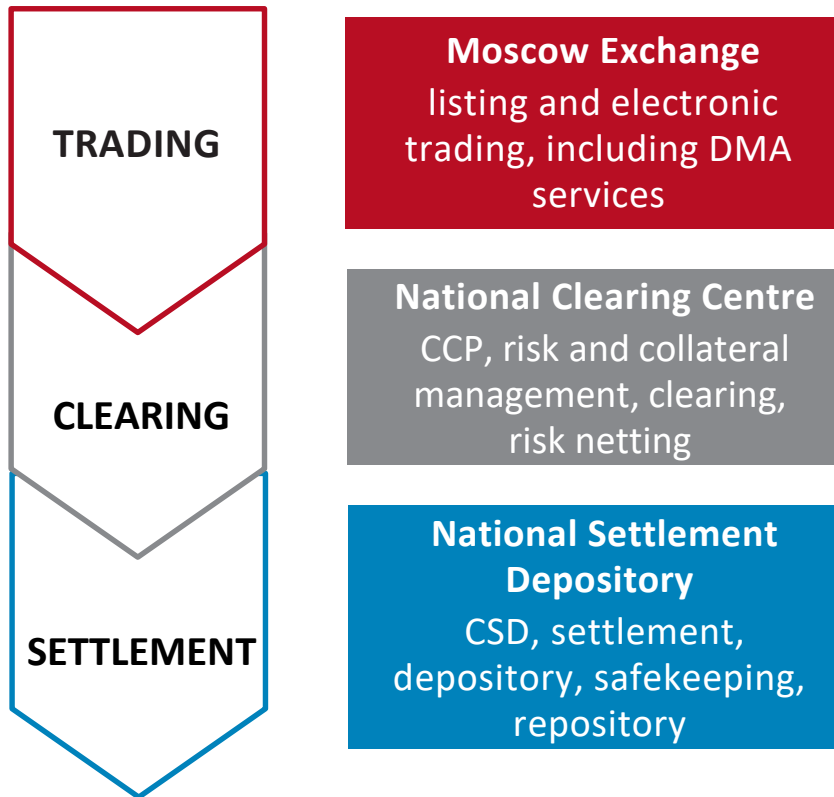 TRADING
Moscow Exchange
listing and electronic
trading, including DMA
services
CLEARING
National Clearing Centre
CCP, risk and collateral
management, clearing,
risk netting
SETTLEMENT
National Settlement
Depository
CSD, settlement,
depository, safekeeping,
repository